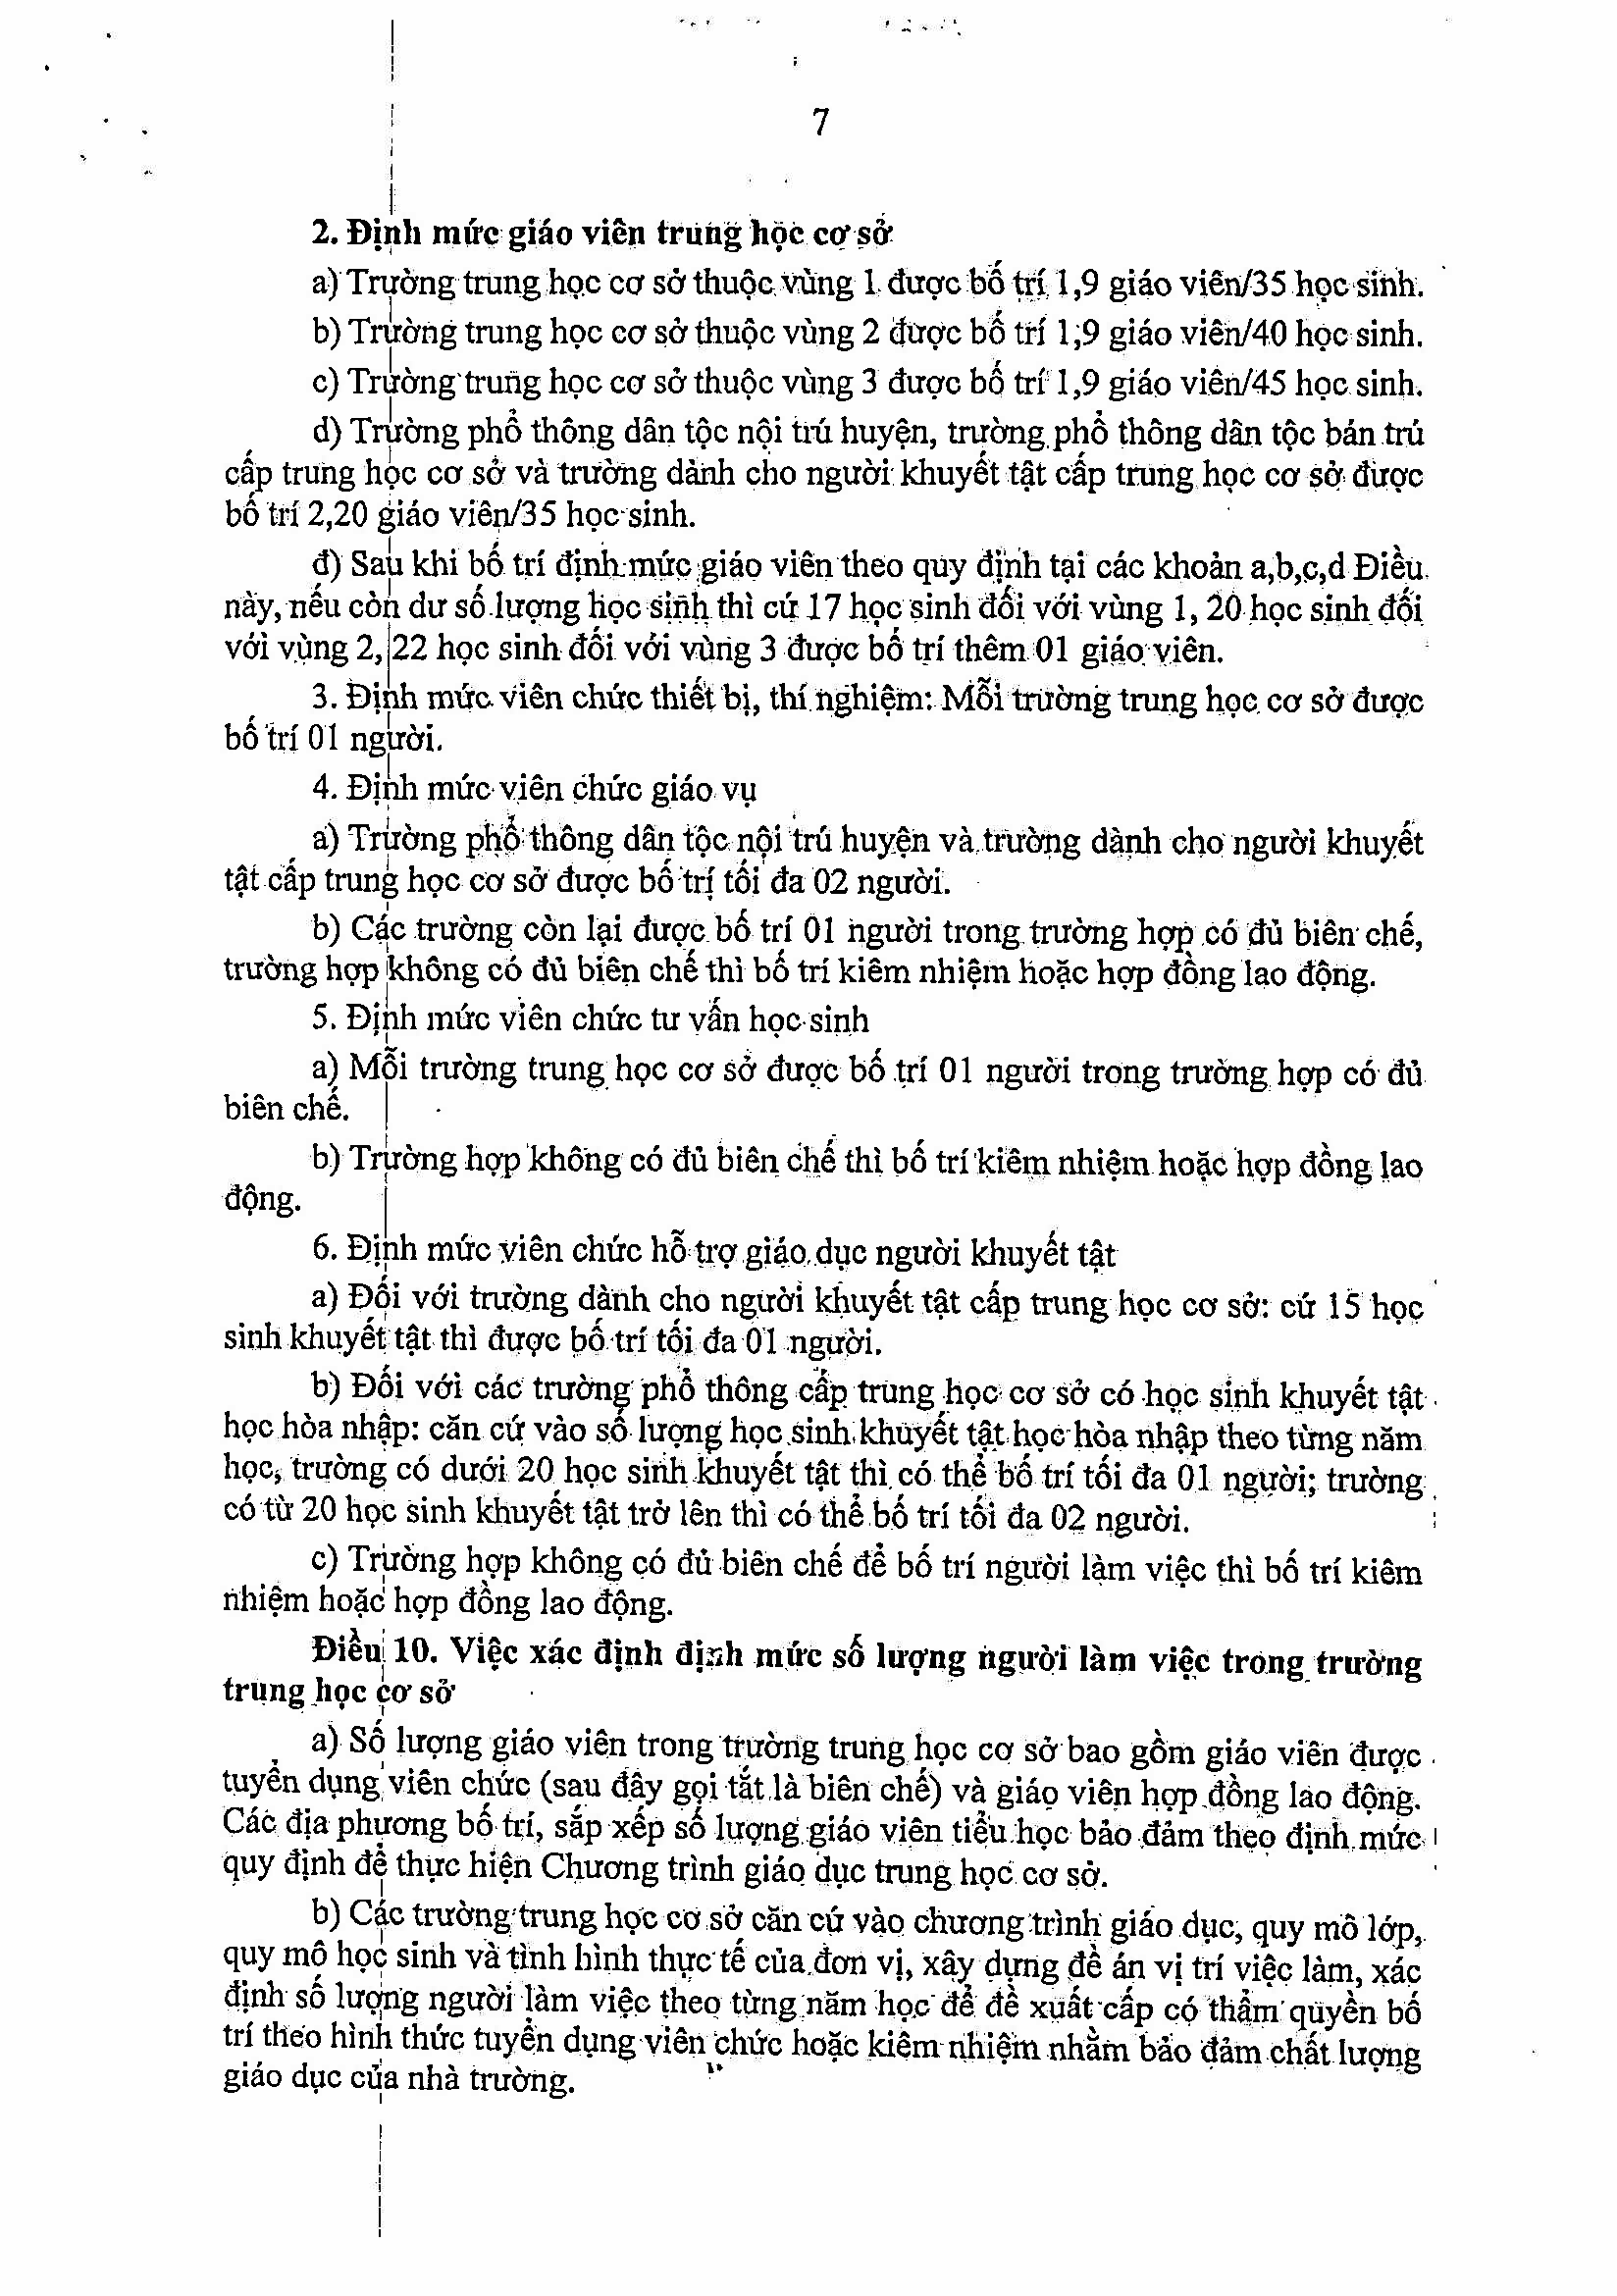 7
2. Định mức giáo viên trung học cơ sở
a) Trường trung học cơ sở thuộc vùng 1 được bố trí 1,9 giáo viên/35 học sinh.
b) Trường trung học cơ sở thuộc vùng 2 được bố trí 1,9 giáo viên/40 học sinh.
c) Trường trung học cơ sở thuộc vùng 3 được bố trí 1,9 giáo viên/45 học sinh.
d) Trường phổ thông dân tộc nội trú huyện, trường phổ thông dân tộc bán trú
cấp trung học cơ sở và trường dành cho người khuyết tật cấp trung học cơ sở được
bố trí 2,20 giáo viên/35 học sinh.
đ) Sau khi bố trí định mức giáo viên theo quy định tại các khoản a,b,c,d Điều
này, nếu còn dư số lượng học sinh thì cứ 17 học sinh đối với vùng 1, 20 học sinh đối
với vùng 2, 22 học sinh đối với vùng 3 được bố trí thêm 01 giáo viên.
3. Định mức viên chức thiết bị, thí nghiệm: Mỗi trường trung học cơ sở được
bố trí 01 người.
4. Định mức viên chức giáo vụ
a) Trường phổ thông dân tộc nội trú huyện và trường dành cho người khuyết
tật cấp trung học cơ sở được bố trí tối đa 02 người.
b) Các trường còn lại được bố trí 01 người trong trường hợp có đủ biên chế,
trường hợp không có đủ biên chế thì bố trí kiêm nhiệm hoặc hợp đồng lao động.
5. Định mức viên chức tư vấn học sinh
a) Mỗi trường trung học cơ sở được bố trí 01 người trong trường hợp có đủ
biên chế.
b) Trường hợp không có đủ biên chế thì bố trí kiêm nhiệm hoặc hợp đồng lao
động.
6. Định mức viên chức hỗ trợ giáo dục người khuyết tật
a) Đối với trường dành cho người khuyết tật cấp trung học cơ sở: cứ 15 học
sinh khuyết tật thì được bố trí tối đa 01 người.
b) Đối với các trường phổ thông cấp trung học cơ sở có học sinh khuyết tật
học hòa nhập: căn cứ vào số lượng học sinh khuyết tật học hòa nhập theo từng năm
học, trường có dưới 20 học sinh khuyết tật thì có thể bố trí tối đa 01 người; trường
có từ 20 học sinh khuyết tật trở lên thì có thể bố trí tối đa 02 người.
c) Trường hợp không có đủ biên chế để bố trí người làm việc thì bố trí kiêm
nhiệm hoặc hợp đồng lao động.
Điều 10. Việc xác định định mức số lượng người làm việc trong trường
trung học cơ sở
a) Số lượng giáo viên trong trường trung học cơ sở bao gồm giáo viên được
tuyển dụng viên chức (sau đây gọi tắt là biên chế) và giáo viên hợp đồng lao động.
Các địa phương bố trí, sắp xếp số lượng giáo viên tiểu học bảo đảm theo định mức
quy định để thực hiện Chương trình giáo dục trung học cơ sở.
b) Các trường trung học cơ sở căn cứ vào chương trình giáo dục, quy mô lớp,
quy mô học sinh và tình hình thực tế của đơn vị, xây dựng đề án vị trí việc làm, xác
định số lượng người làm việc theo từng năm học để đề xuất cấp có thẩm quyền bố
trí theo hình thức tuyển dụng viên chức hoặc kiêm nhiệm nhằm bảo đảm chất lượng
giáo dục của nhà trường.